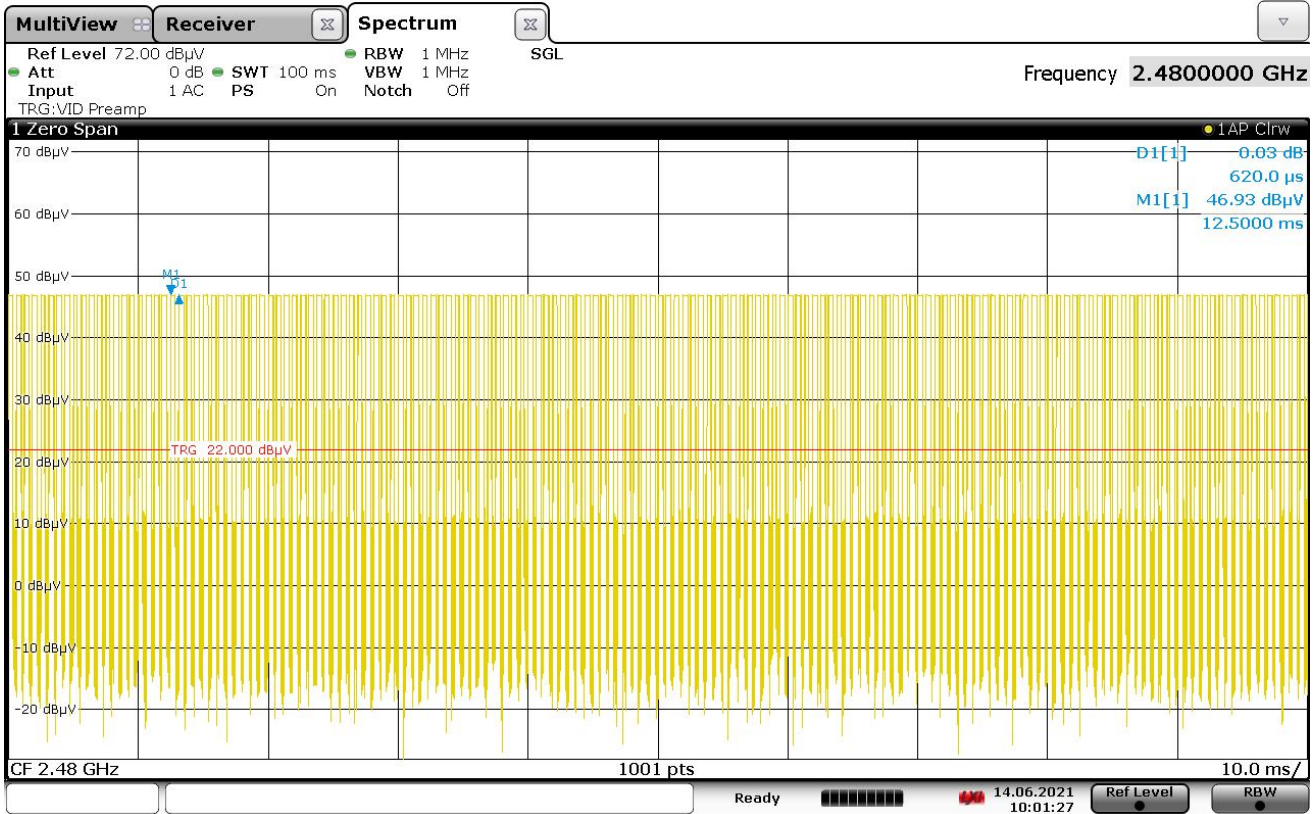 MultiView Receiver Spectrum
Ref Level 72.00 dBµV RBW 1 MHz SGL
Att 0 dB SWT 100 ms VBW 1 MHz Frequency 2.4800000 GHz
Input 1 AC PS On Notch Off
TRG:VID Preamp
1 Zero Span 1AP Clrw
70 dBµV D1[1] 0.03 dB
620.0 µs
M1[1] 46.93 dBµV
60 dBµV
12.5000 ms
50 dBµV M1
D1
40 dBµV
30 dBµV
TRG 22.000 dBµV
20 dBµV
10 dBµV
0 dBµV
-10 dBµV
-20 dBµV
CF 2.48 GHz 1001 pts 10.0 ms/
Ready 14.06.2021 Ref Level RBW
10:01:27